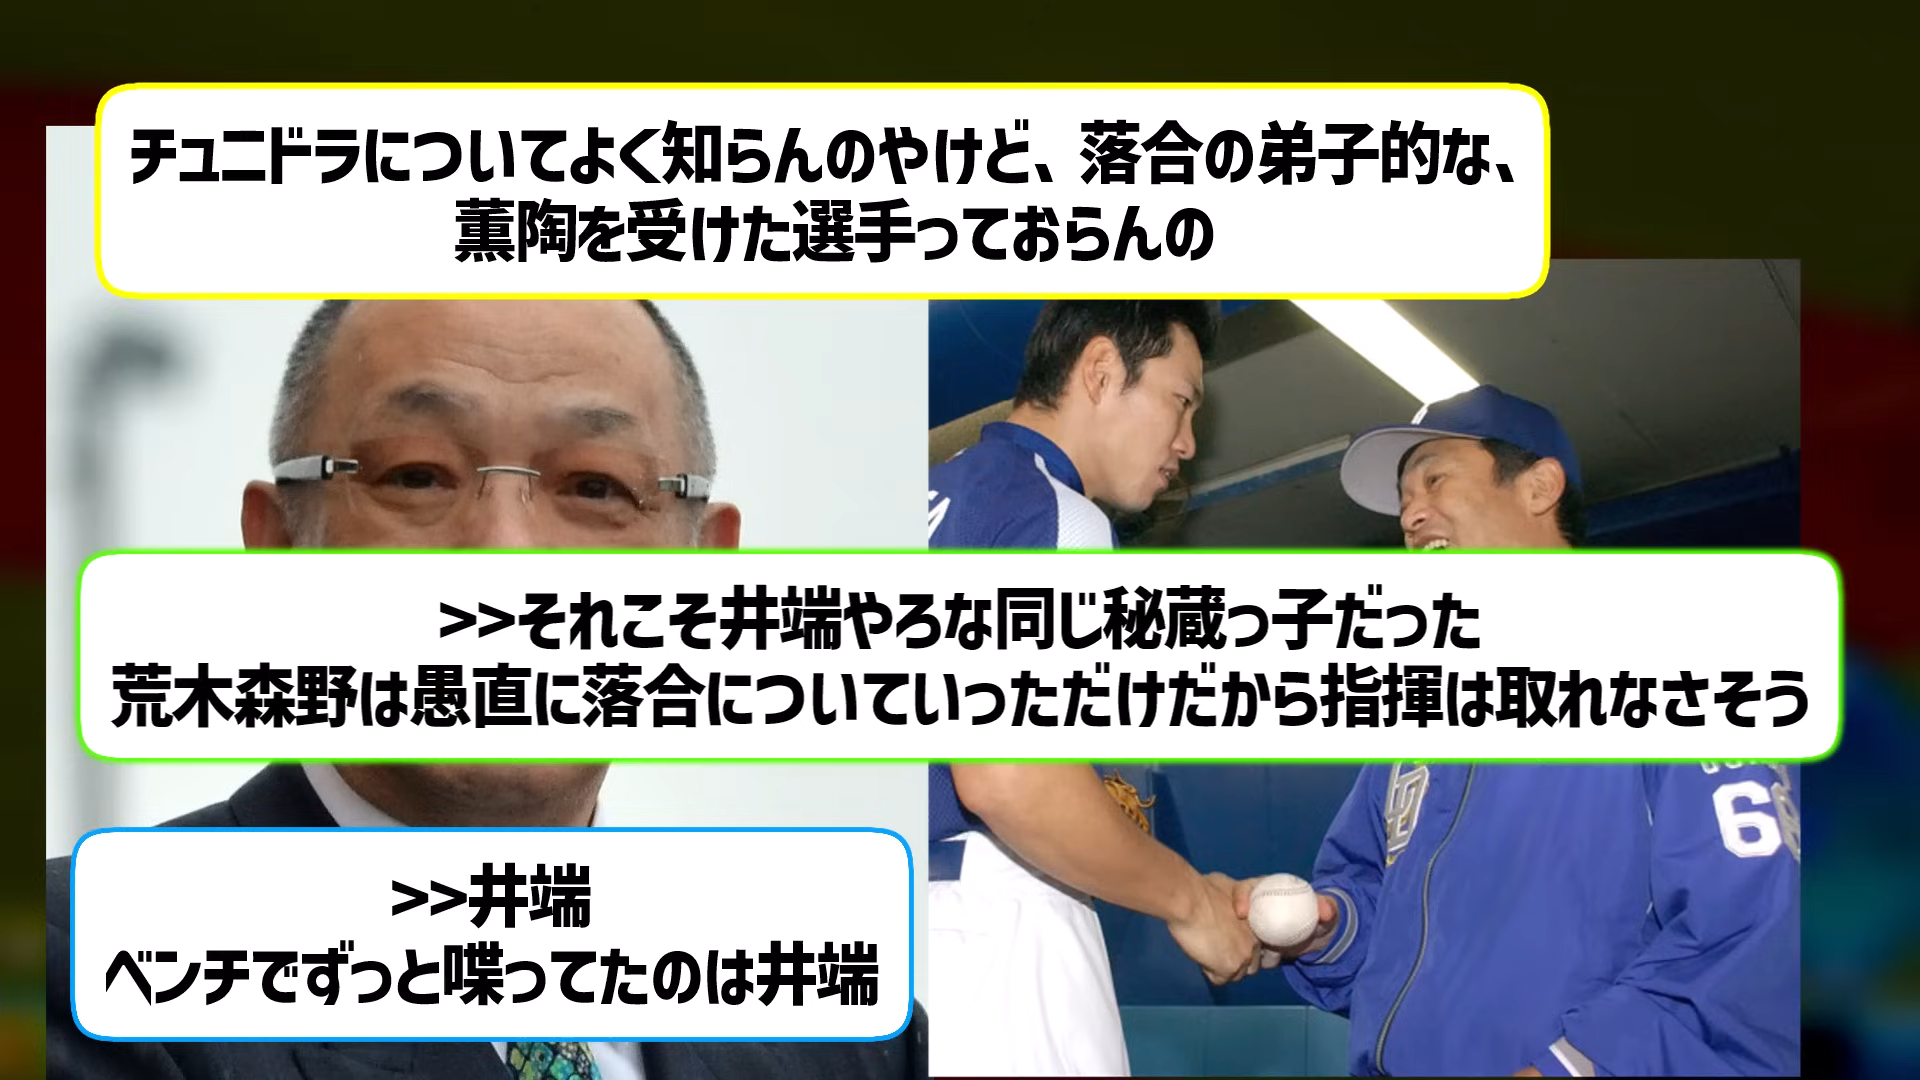 チュニドラについてよく知らんのやけど、落合の弟子的な、
薫陶を受けた選手っておらんの
>>それこそ井端やろな同じ秘蔵っ子だった
荒木森野は愚直に落合についていっただけだから指揮は取れなさそう
>>井端
ベンチでずっと喋ってたのは井端